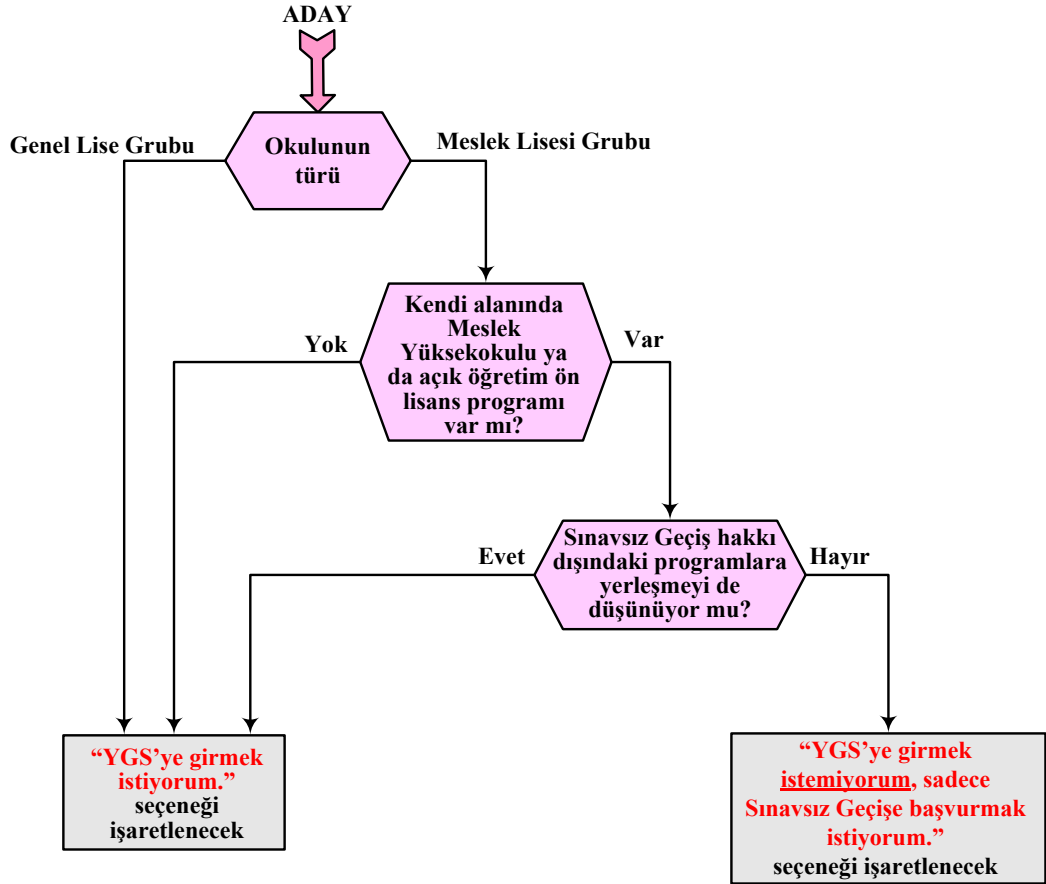 ADAY
Genel Lise Grubu
Okulunun
türü
Meslek Lisesi Grubu
Kendi alanında
Meslek
Yüksekokulu ya
da açık öğretim ön
lisans programı
var mı?
Yok
Var
Sınavsız Geçiş hakkı
dışındaki programlara
yerleşmeyi de
düşünüyor mu?
Evet
Hayır
“YGS’ye girmek
istiyorum.”
seçeneği
işaretlenecek
“YGS’ye girmek
istemiyorum, sadece
Sınavsız Geçişe başvurmak
istiyorum.”
seçeneği işaretlenecek